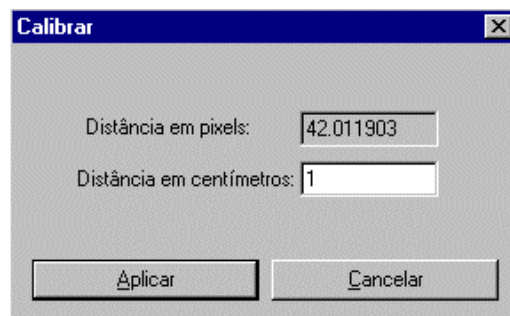 Calibrar
Distância em pixels: 42.011903
Distância em centímetros: 1
Aplicar Cancelar